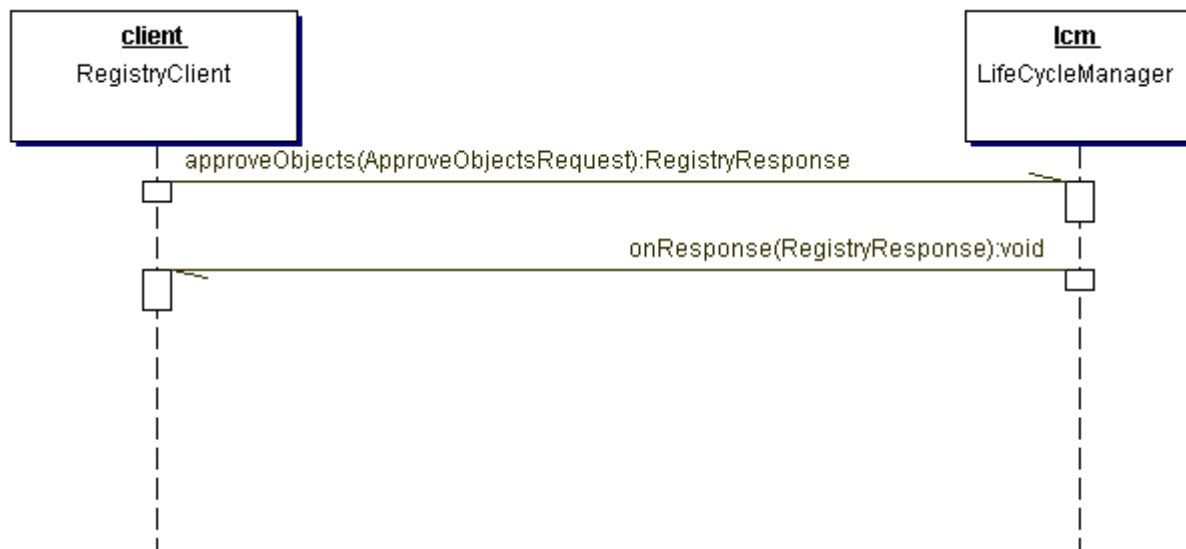 client
RegistryClient
lcm
LifeCycleManager
approveObjects(ApproveObjectsRequest):RegistryResponse
onResponse(RegistryResponse):void